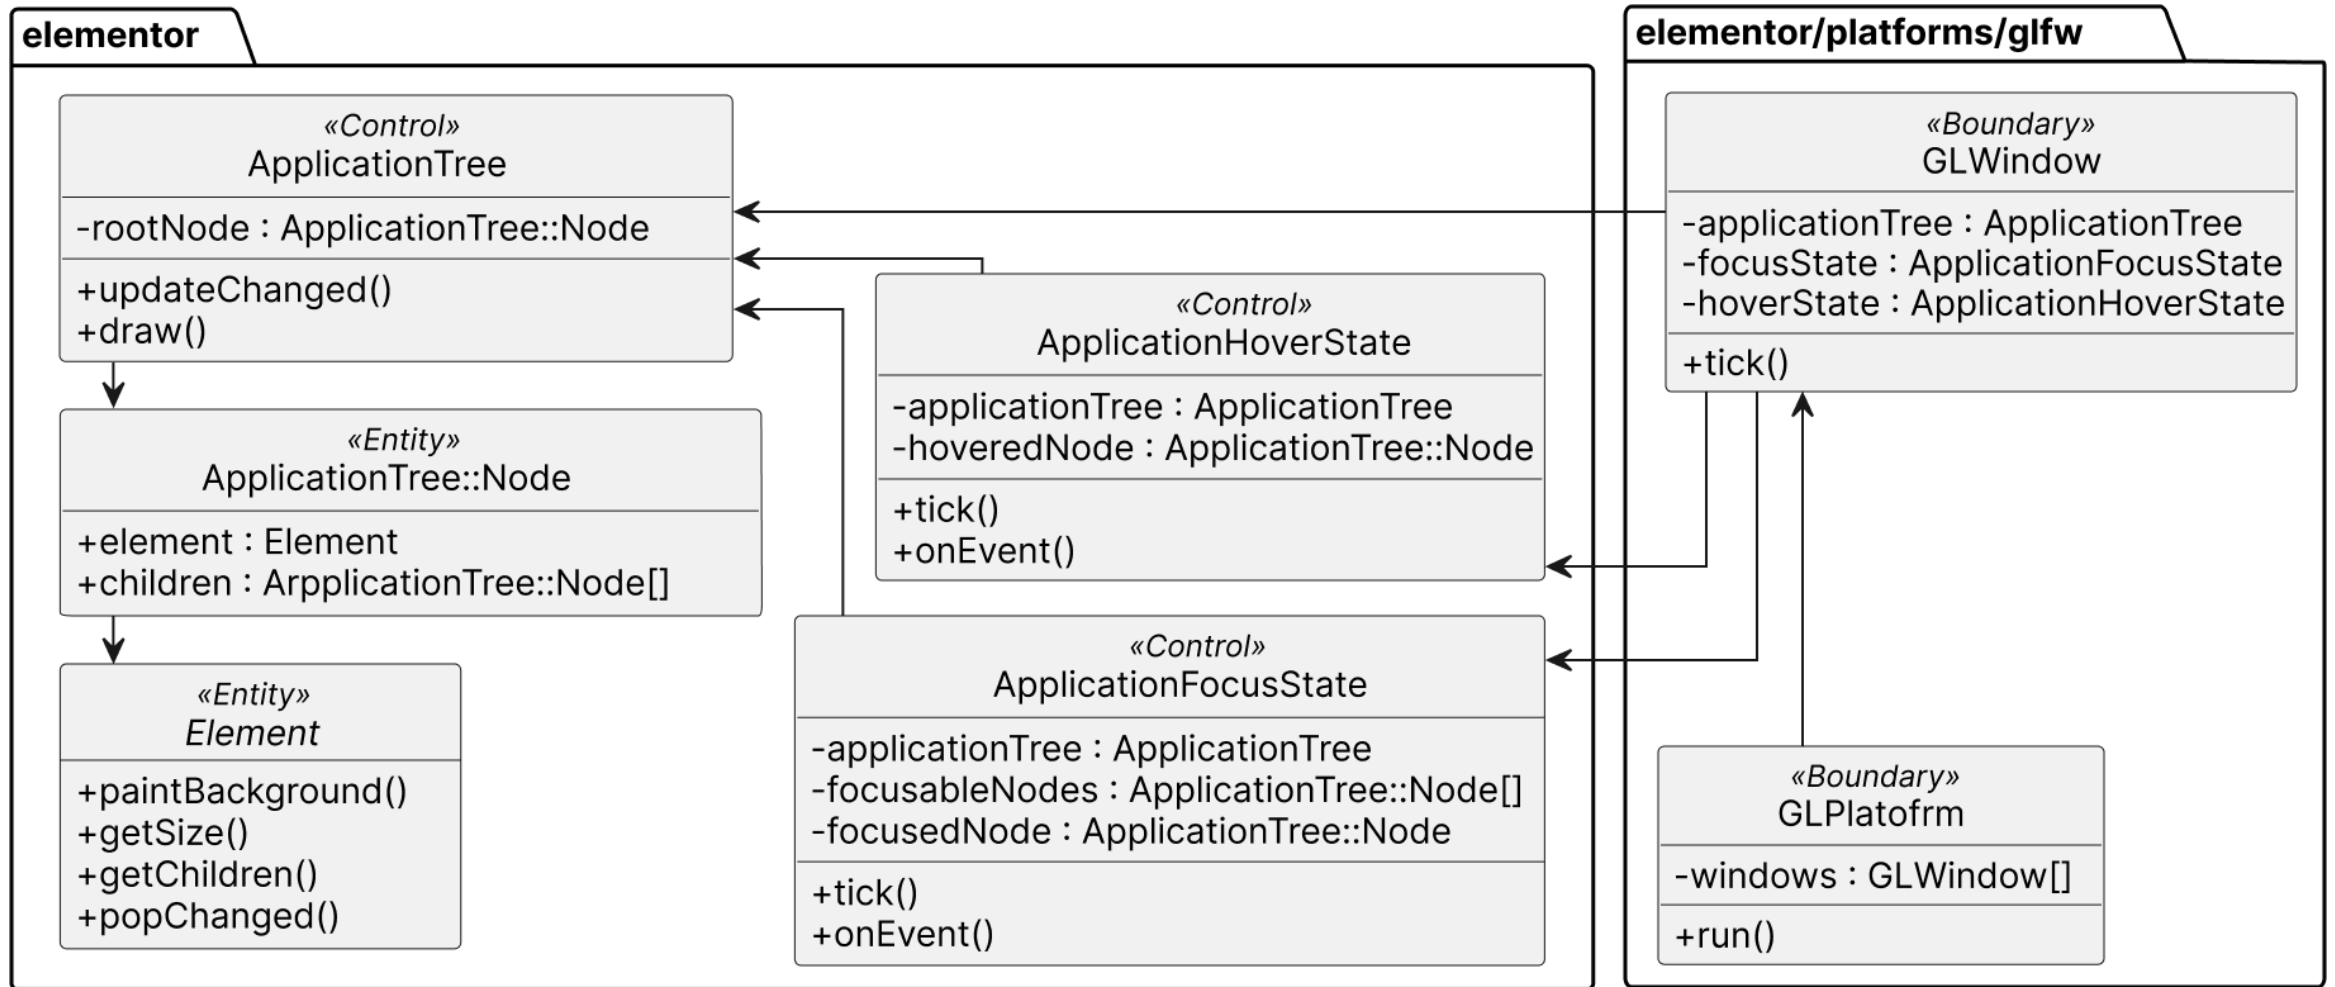 elementor
«Control»
ApplicationTree
-rootNode : ApplicationTree::Node
+updateChanged()
+draw()
«Entity»
ApplicationTree::Node
+element : Element
+children : ArpplicationTree::Node[]
«Entity»
Element
+paintBackground()
+getSize()
+getChildren()
+popChanged()
«Control»
ApplicationHoverState
-applicationTree : ApplicationTree
-hoveredNode : ApplicationTree::Node
+tick()
+onEvent()
«Control»
ApplicationFocusState
-applicationTree : ApplicationTree
-focusableNodes : ApplicationTree::Node[]
-focusedNode : ApplicationTree::Node
+tick()
+onEvent()
elementor/platforms/glfw
«Boundary»
GLWindow
-applicationTree : ApplicationTree
-focusState : ApplicationFocusState
-hoverState : ApplicationHoverState
+tick()
«Boundary»
GLPlatofrm
-windows : GLWindow[]
+run()